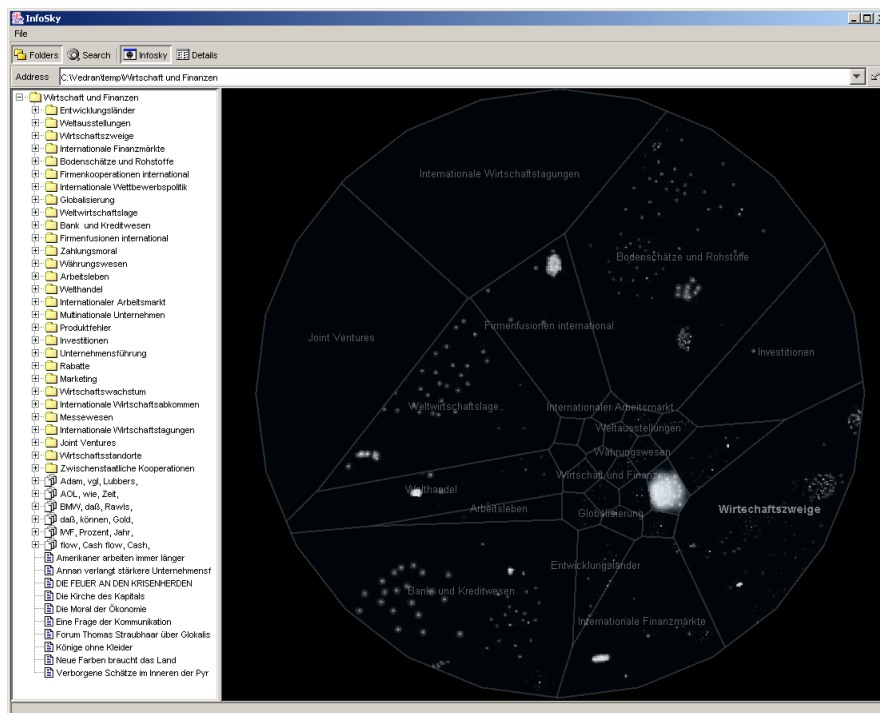 InfoSky
File
Folders Search Infosky Details
Address C:\Vedran\temp\Wirtschaft und Finanzen
Wirtschaft und Finanzen
Entwicklungsländer
Weltausstellungen
Wirtschaftszweige
Internationale Finanzmärkte
Bodenschätze und Rohstoffe
Firmenkooperationen international
Internationale Wettbewerbspolitik
Globalisierung
Weltwirtschaftslage
Bank und Kreditwesen
Firmenfusionen international
Zahlungsmoral
Währungswesen
Arbeitsleben
Welthandel
Internationaler Arbeitsmarkt
Multinationale Unternehmen
Produktfehler
Investitionen
Unternehmensführung
Rabatte
Marketing
Wirtschaftswachstum
Internationale Wirtschaftsabkommen
Messewesen
Internationale Wirtschaftstagungen
Joint Ventures
Wirtschaftsstandorte
Zwischenstaatliche Kooperationen
Adam, vgl, Lubbers,
AOL, wie, Zeit,
BMW, daß, Rawls,
daß, können, Gold,
IWF, Prozent, Jahr,
flow, Cash flow, Cash,
Amerikaner arbeiten immer länger
Annan verlangt stärkere Unternehmensf
DIE FEUER AN DEN KRISENHERDEN
Die Kirche des Kapitals
Die Moral der Ökonomie
Eine Frage der Kommunikation
Forum Thomas Straubhaar über Glokalis
Könige ohne Kleider
Neue Farben braucht das Land
Verborgene Schätze im Inneren der Pyr
Internationale Wirtschaftstagungen
Bodenschätze und Rohstoffe
Firmenfusionen international
Joint Ventures
Investitionen
Weltwirtschaftslage
Internationaler Arbeitsmarkt
Weltausstellungen
Währungswesen
Wirtschaft und Finanzen
Welthandel
Arbeitsleben
Globalisierung
Wirtschaftszweige
Entwicklungsländer
Bank und Kreditwesen
Internationale Finanzmärkte